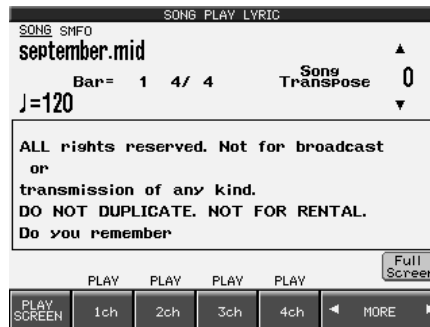 SONG PLAY LYRIC
SONG SMFO
september.mid
Bar= 1 4/ 4
Song
Transpose 0
♩=120
ALL rights reserved. Not for broadcast
or
transmission of any kind.
DO NOT DUPLICATE. NOT FOR RENTAL.
Do you remember
Full
Screen
PLAY PLAY PLAY PLAY
PLAY
SCREEN 1ch 2ch 3ch 4ch MORE